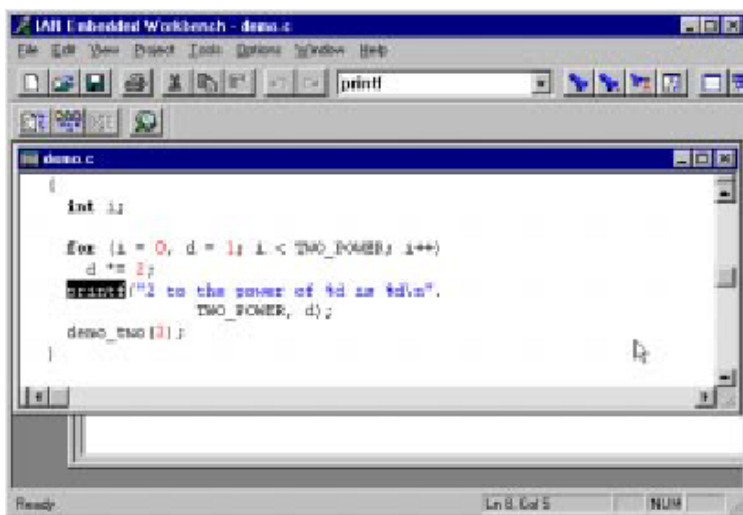 IAR Embedded Workbench - demo.c
File Edit View Project Tools Options Window Help
printf
demo.c
{
int i;
for (i = 0, d = 1; i < TWO_POWER; i++)
d *= 2;
printf("2 to the power of %d is %d\n",
TWO_POWER, d);
demo_two(2);
}
Ready
Ln 8, Col 5
NUM